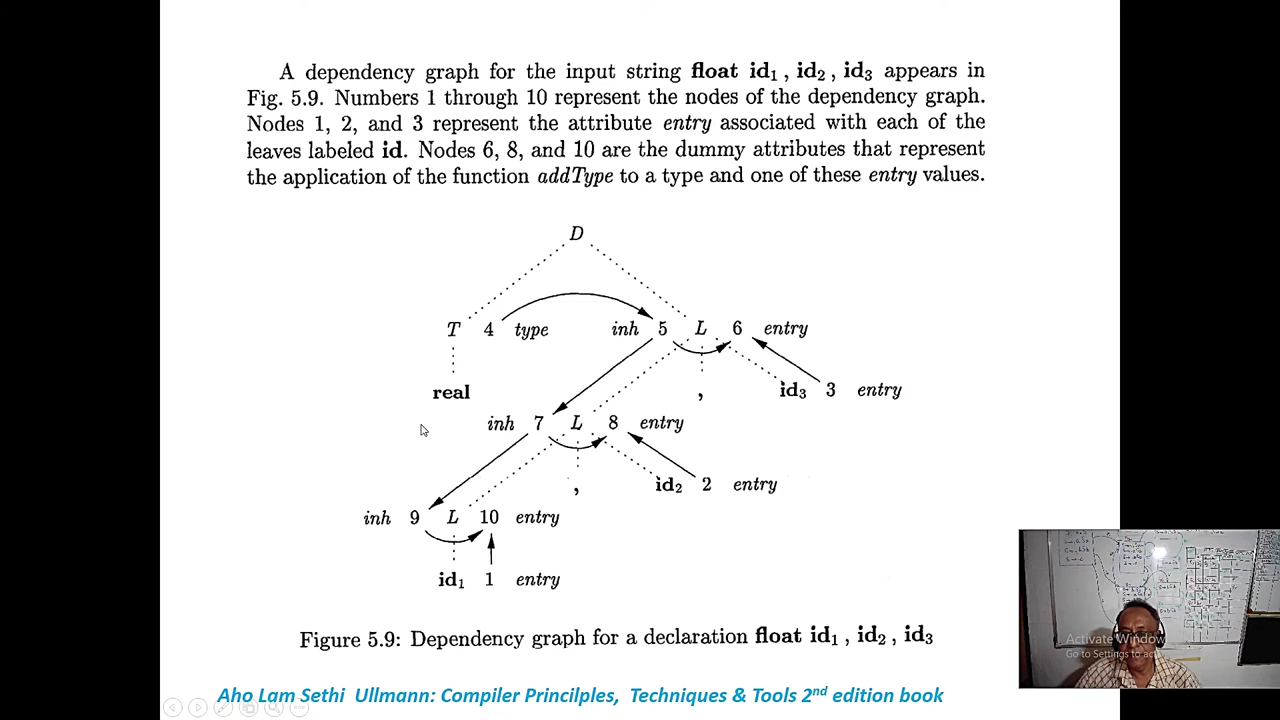 A dependency graph for the input string float id1 , id2 , id3 appears in
Fig. 5.9. Numbers 1 through 10 represent the nodes of the dependency graph.
Nodes 1, 2, and 3 represent the attribute entry associated with each of the
leaves labeled id. Nodes 6, 8, and 10 are the dummy attributes that represent
the application of the function addType to a type and one of these entry values.
D
T 4 type inh 5 L 6 entry
real , id3 3 entry
inh 7 L 8 entry
, id2 2 entry
inh 9 L 10 entry
id1 1 entry
Figure 5.9: Dependency graph for a declaration float id1 , id2 , id3
Activate Window
Go to Settings to ac
Aho Lam Sethi Ullmann: Compiler Princilples, Techniques & Tools 2nd edition book